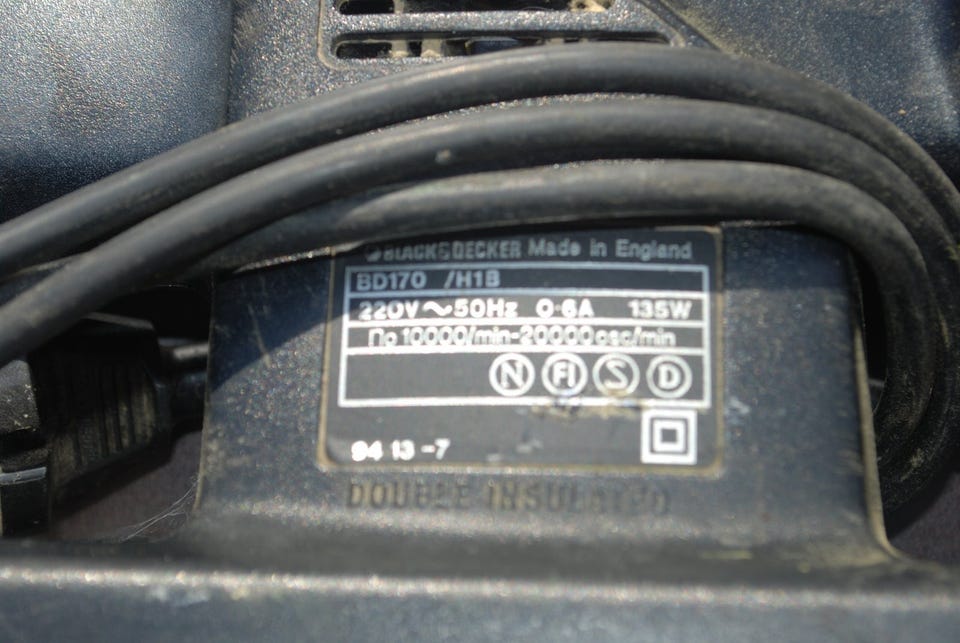 BLACK & DECKER Made in England
BD170 /H1B
220V ~ 50Hz 0·6A 135W
no 10000/min-20000osc/min
N FI S D
94 13 -7
DOUBLE INSULATED